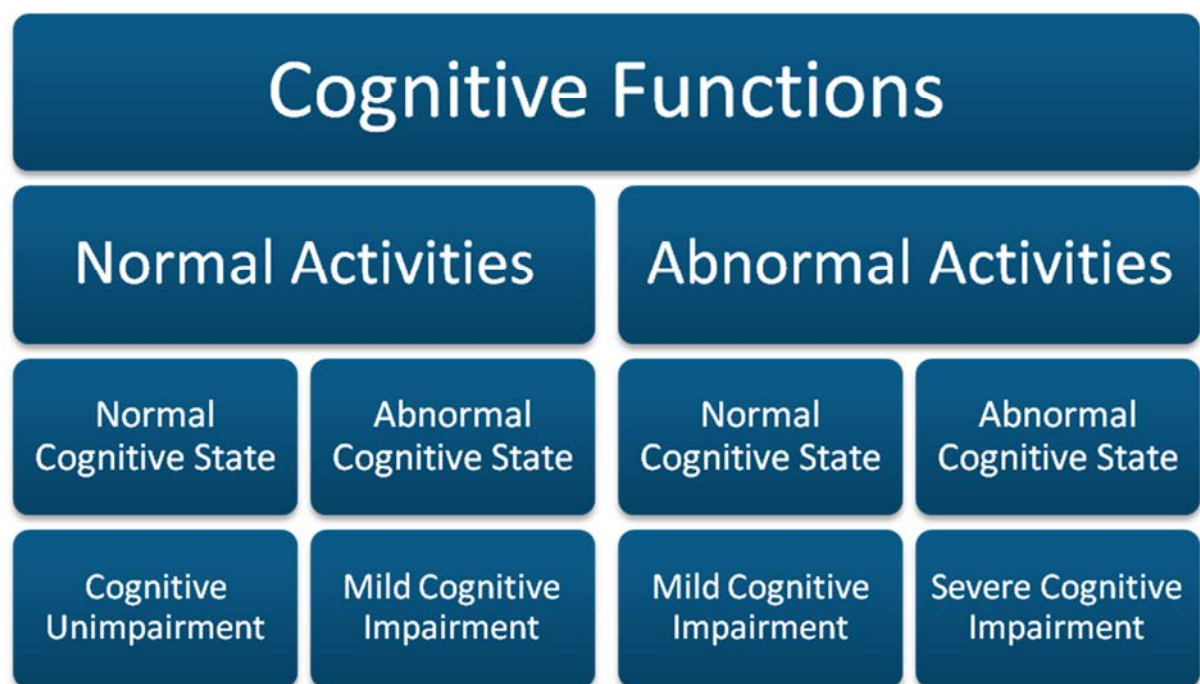 Cognitive Functions
Normal Activities
Abnormal Activities
Normal
Cognitive State
Abnormal
Cognitive State
Normal
Cognitive State
Abnormal
Cognitive State
Cognitive
Unimpairment
Mild Cognitive
Impairment
Mild Cognitive
Impairment
Severe Cognitive
Impairment